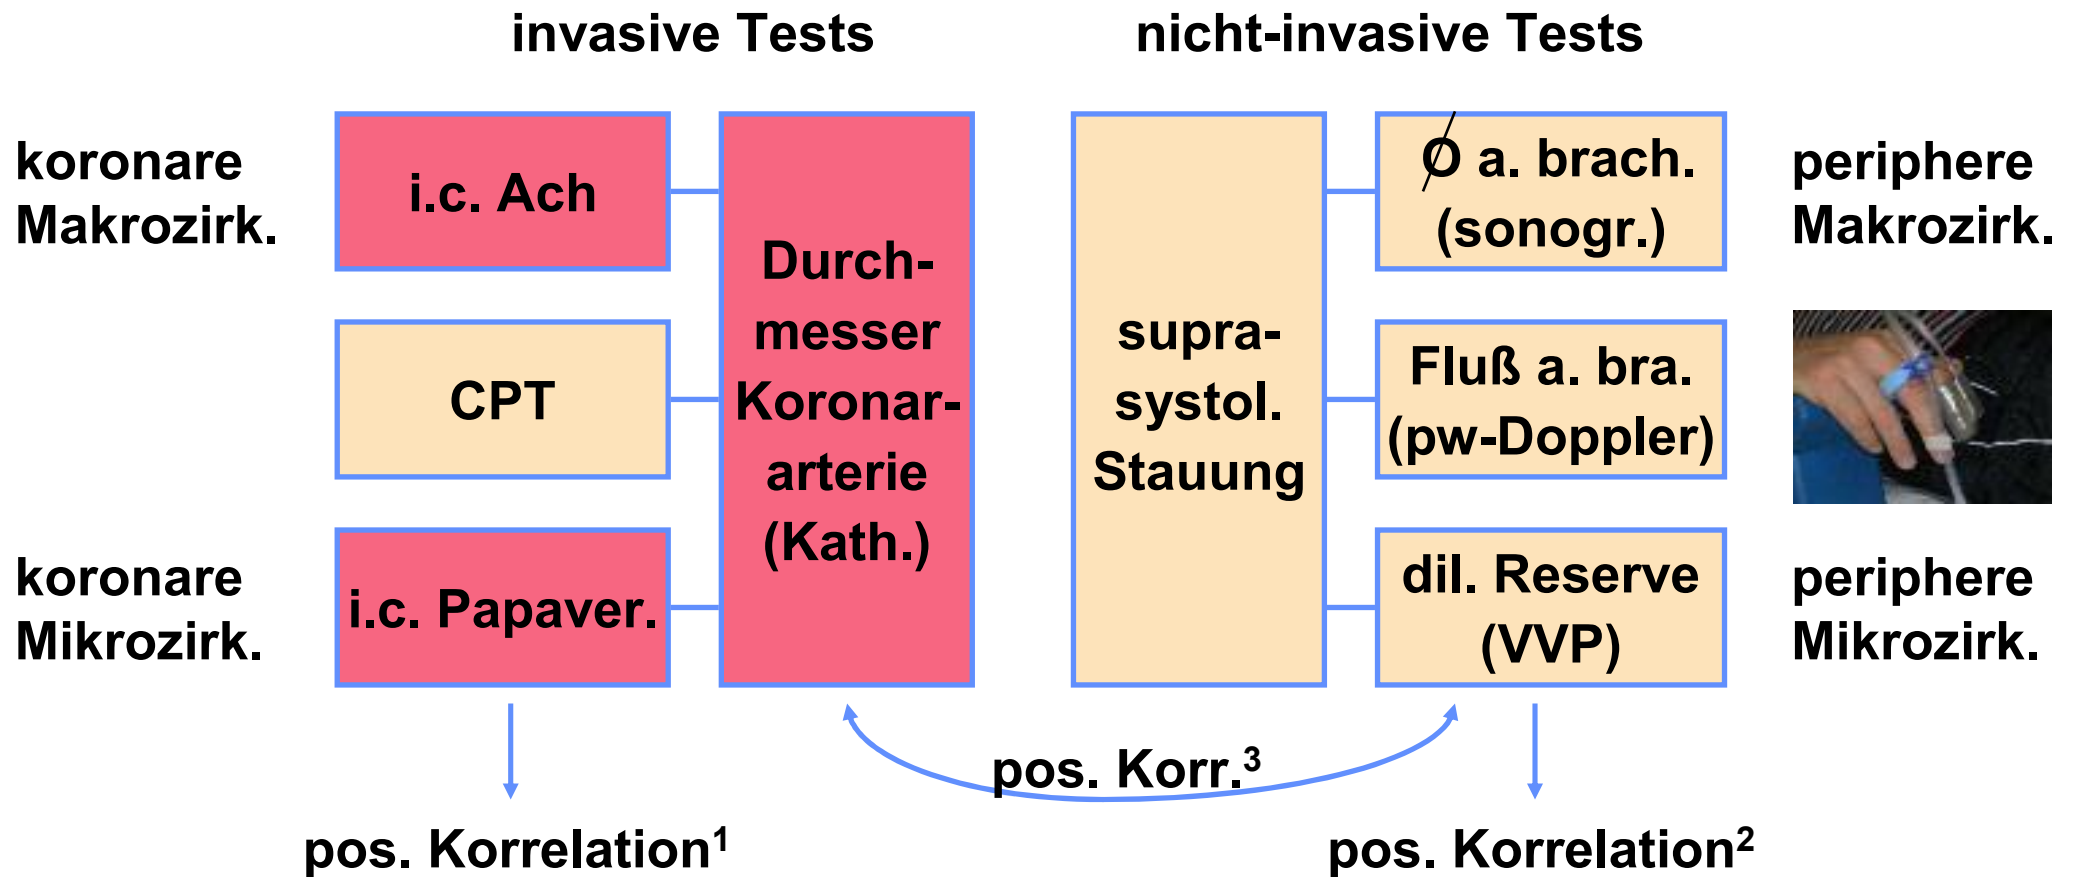 invasive Tests
nicht-invasive Tests
koronare
Makrozirk.
i.c. Ach
CPT
koronare
Mikrozirk.
i.c. Papaver.
Durch-
messer
Koronar-
arterie
(Kath.)
supra-
systol.
Stauung
Ø a. brach.
(sonogr.)
Fluß a. bra.
(pw-Doppler)
dil. Reserve
(VVP)
periphere
Makrozirk.
periphere
Mikrozirk.
pos. Korr.³
pos. Korrelation¹
pos. Korrelation²